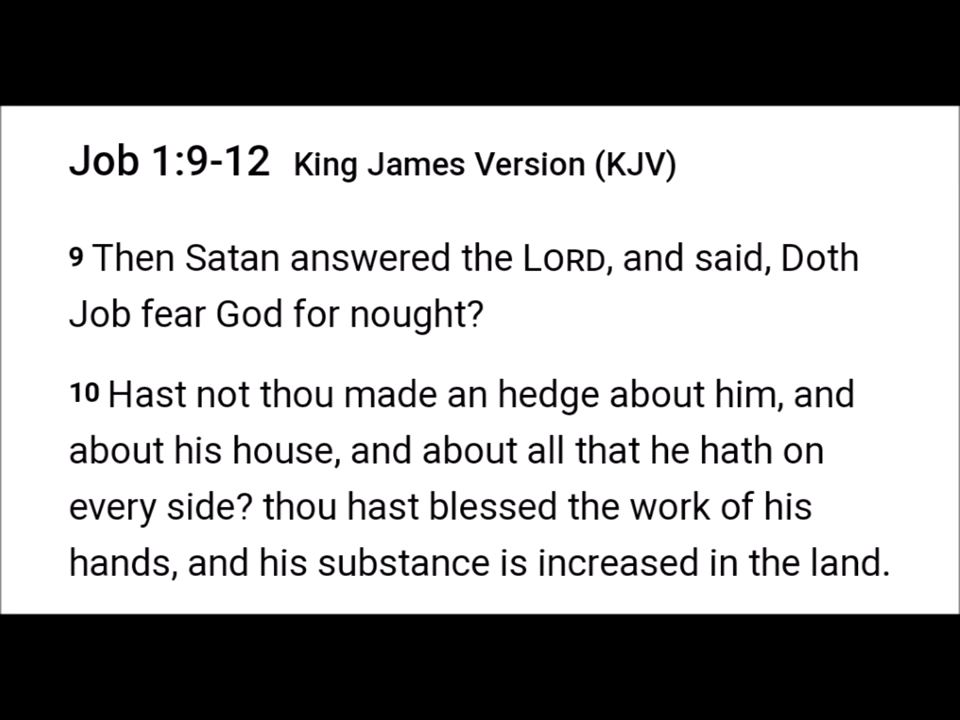 Job 1:9-12 King James Version (KJV)
9 Then Satan answered the LORD, and said, Doth
Job fear God for nought?
10 Hast not thou made an hedge about him, and
about his house, and about all that he hath on
every side? thou hast blessed the work of his
hands, and his substance is increased in the land.